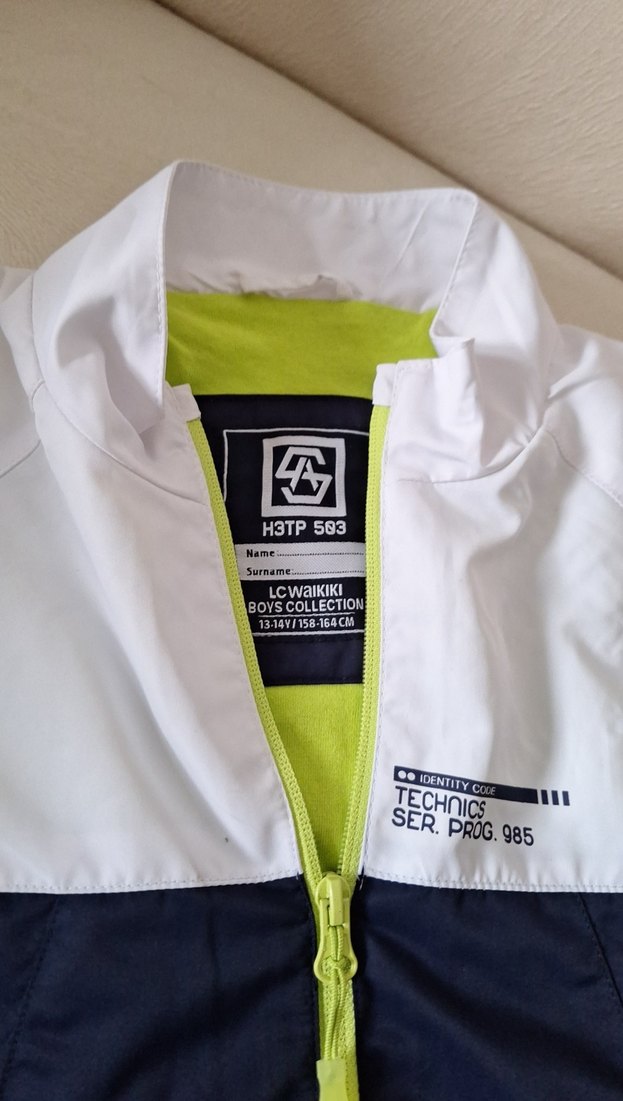 H3TP 503
Name
Surname
LC WAIKIKI
BOYS COLLECTION
13-14Y / 158-164 CM
IDENTITY CODE
TECHNICS
SER. PROG. 985